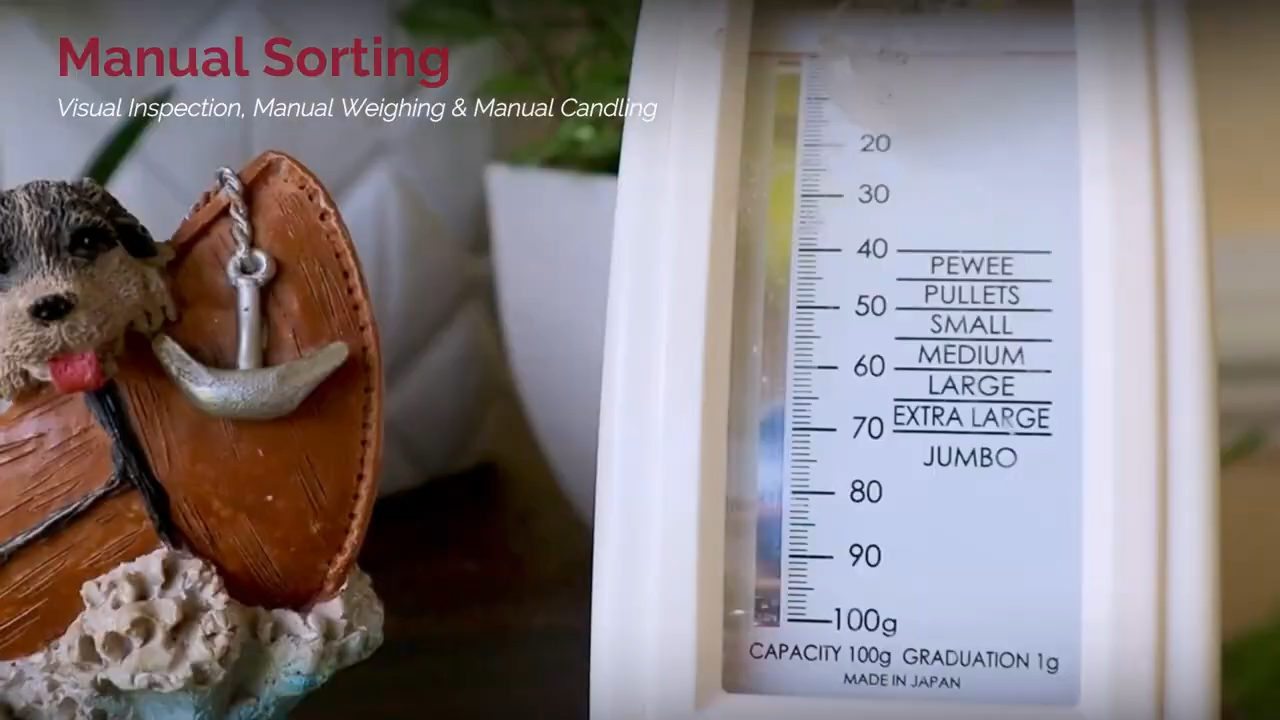 Manual Sorting
Visual Inspection, Manual Weighing & Manual Candling
20
30
40
PEWEE
PULLETS
50
SMALL
MEDIUM
60
LARGE
EXTRA LARGE
70
JUMBO
80
90
100g
CAPACITY 100g GRADUATION 1g
MADE IN JAPAN